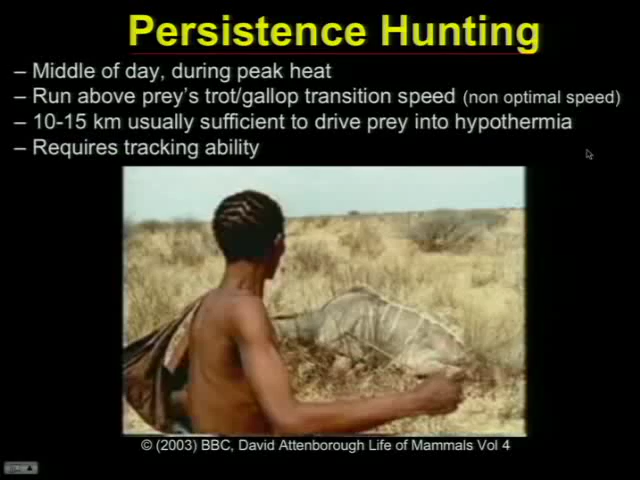 Persistence Hunting
– Middle of day, during peak heat
– Run above prey's trot/gallop transition speed (non optimal speed)
– 10-15 km usually sufficient to drive prey into hypothermia
– Requires tracking ability
© (2003) BBC, David Attenborough Life of Mammals Vol 4